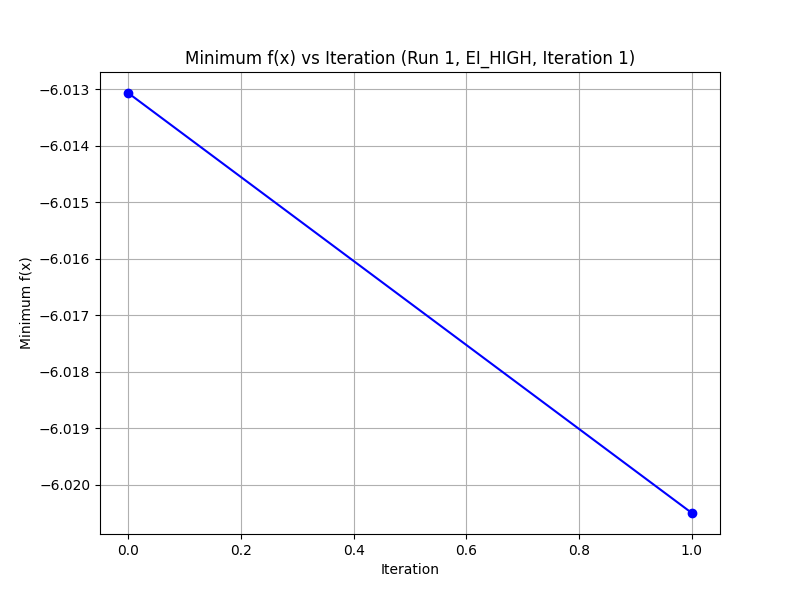 Minimum f(x) vs Iteration (Run 1, EI_HIGH, Iteration 1)
−6.013
−6.014
−6.015
−6.016
−6.017
−6.018
−6.019
−6.020
Minimum f(x)
0.0 0.2 0.4 0.6 0.8 1.0
Iteration